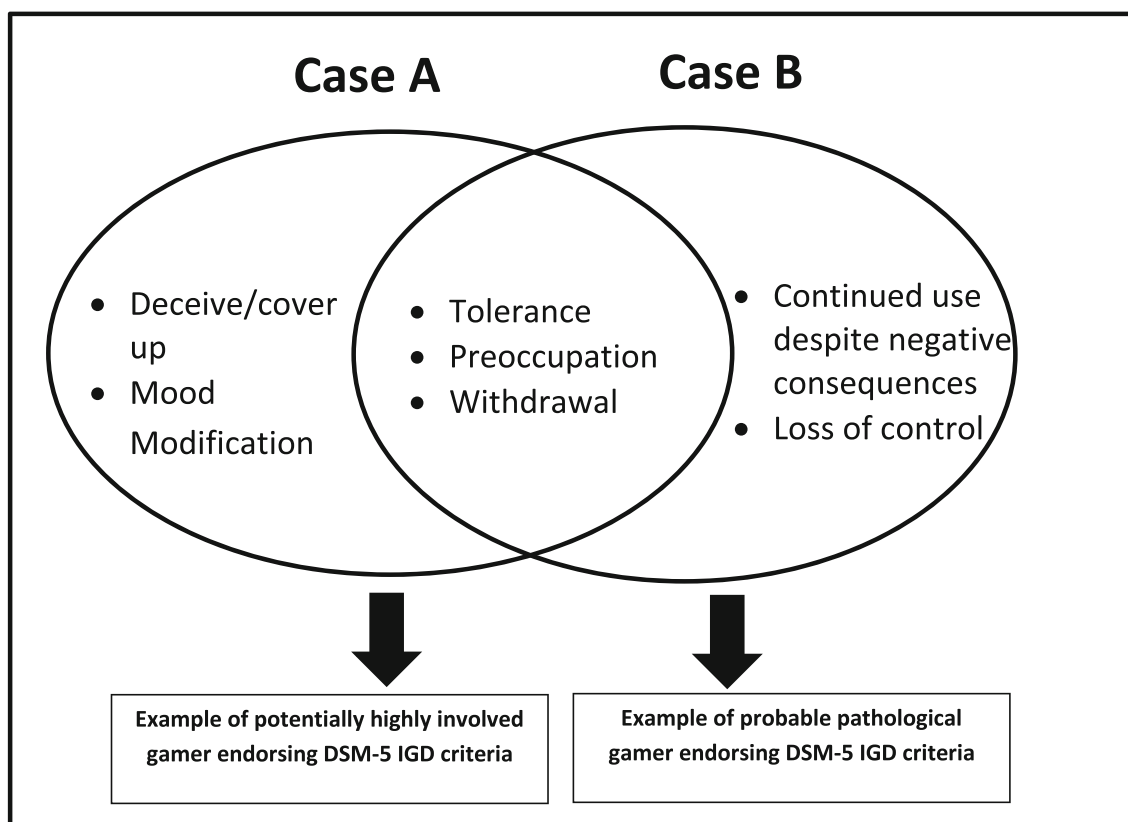 Case A
Case B
• Deceive/cover
up
• Mood
Modification
• Tolerance
• Preoccupation
• Withdrawal
• Continued use
despite negative
consequences
• Loss of control
Example of potentially highly involved
gamer endorsing DSM-5 IGD criteria
Example of probable pathological
gamer endorsing DSM-5 IGD criteria